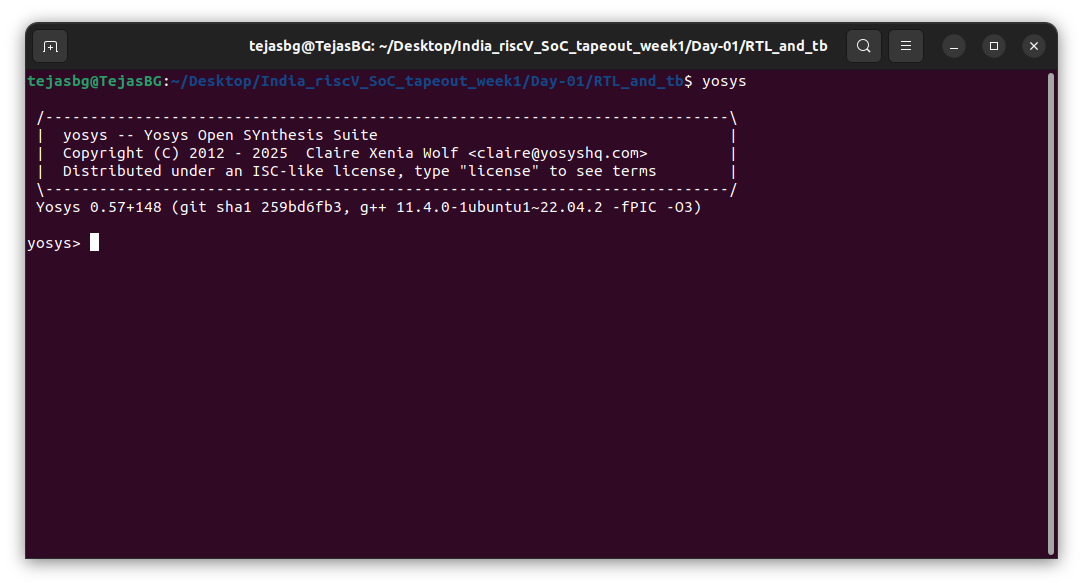 tejasbg@TejasBG: ~/Desktop/India_riscV_SoC_tapeout_week1/Day-01/RTL_and_tb
tejasbg@TejasBG:~/Desktop/India_riscV_SoC_tapeout_week1/Day-01/RTL_and_tb$ yosys
/----------------------------------------------------------------------------\
|  yosys -- Yosys Open SYnthesis Suite                                       |
|  Copyright (C) 2012 - 2025  Claire Xenia Wolf <claire@yosyshq.com>         |
|  Distributed under an ISC-like license, type "license" to see terms        |
\----------------------------------------------------------------------------/
Yosys 0.57+148 (git sha1 259bd6fb3, g++ 11.4.0-1ubuntu1~22.04.2 -fPIC -O3)
yosys>